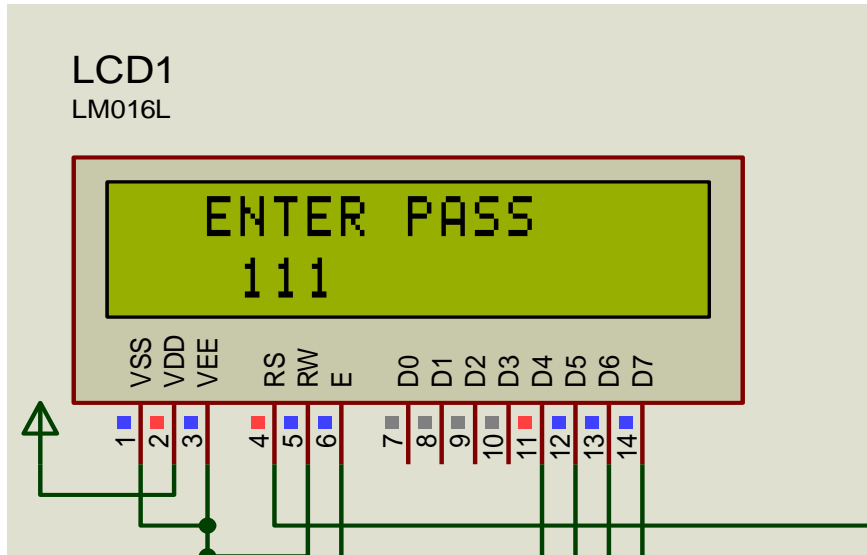 LCD1
LM016L
ENTER PASS
111
VSS VDD VEE RS RW E D0 D1 D2 D3 D4 D5 D6 D7
1 2 3 4 5 6 7 8 9 10 11 12 13 14